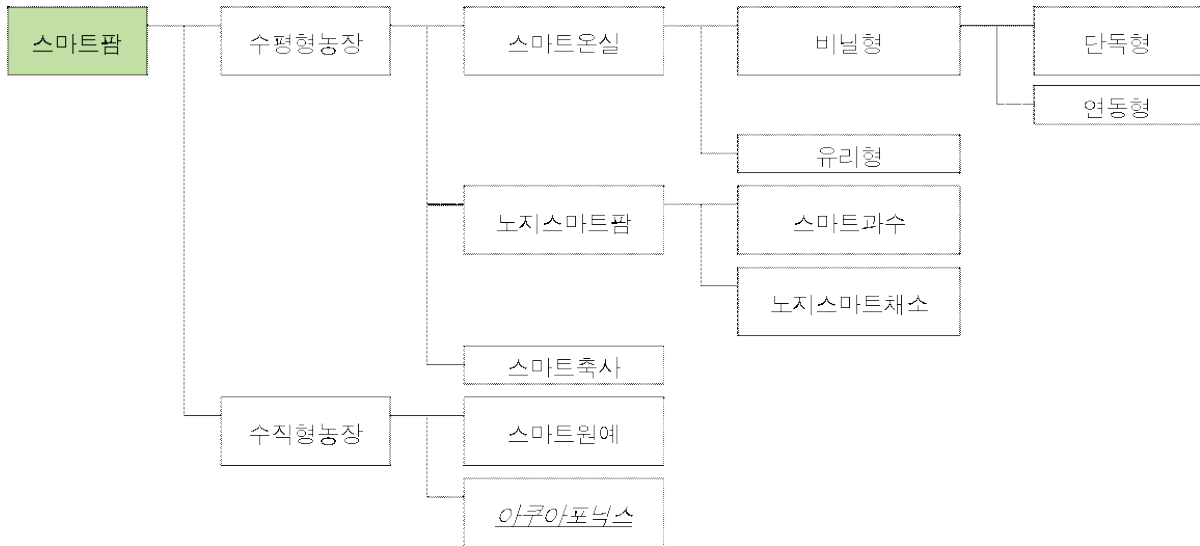 스마트팜
수평형농장
스마트온실
비닐형
단독형
연동형
유리형
노지스마트팜
스마트과수
노지스마트채소
스마트축사
수직형농장
스마트원예
아쿠아포닉스